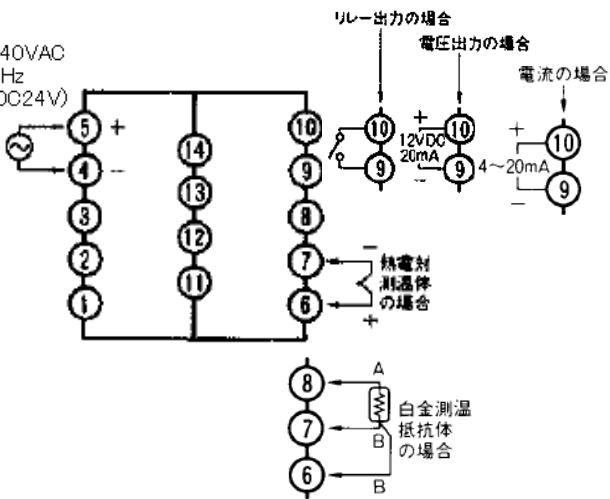 リレー出力の場合
電圧出力の場合
電流の場合
40VAC
Hz
DC24V)
5 +
4 −
3
2
1
14
13
12
11
10
9
8
7
6
−
熱電対
測温体
の場合
+
10
9
+
12VDC
20mA
−
10
9
+
4～20mA
−
10
9
8
7
6
A
B
B
白金測温
抵抗体
の場合